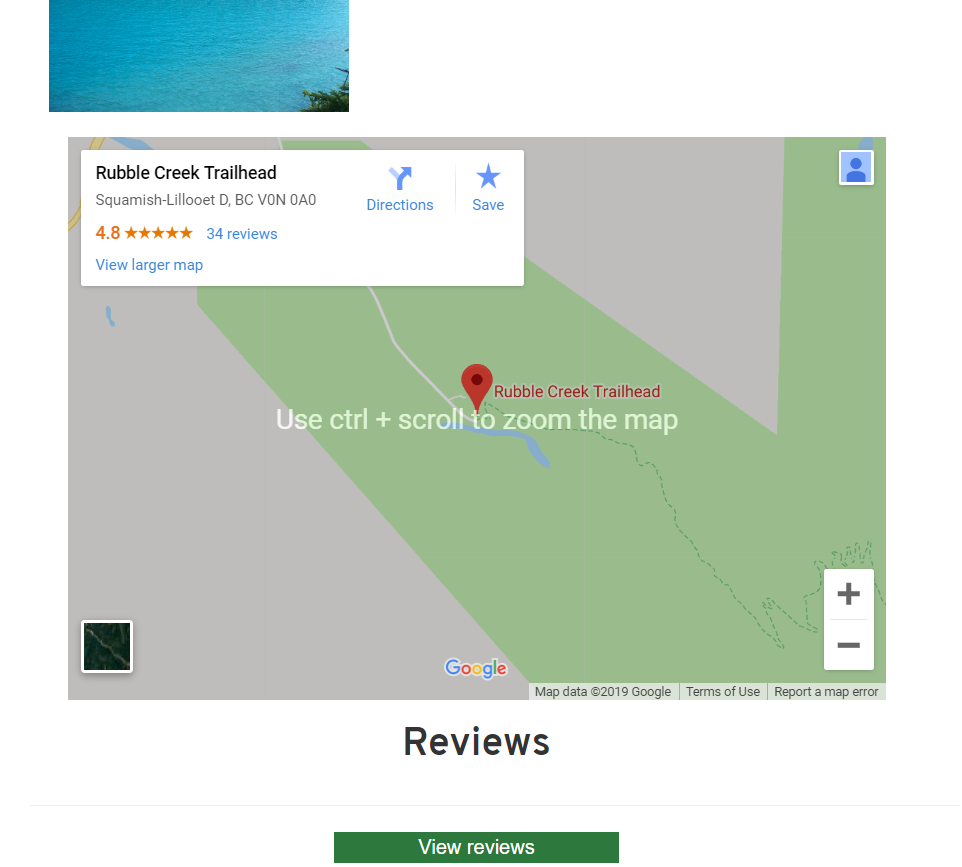 Rubble Creek Trailhead
Squamish-Lillooet D, BC V0N 0A0
4.8
34 reviews
View larger map
Directions
Save
Rubble Creek Trailhead
Use ctrl + scroll to zoom the map
Google
Map data ©2019 Google
Terms of Use
Report a map error
Reviews
View reviews